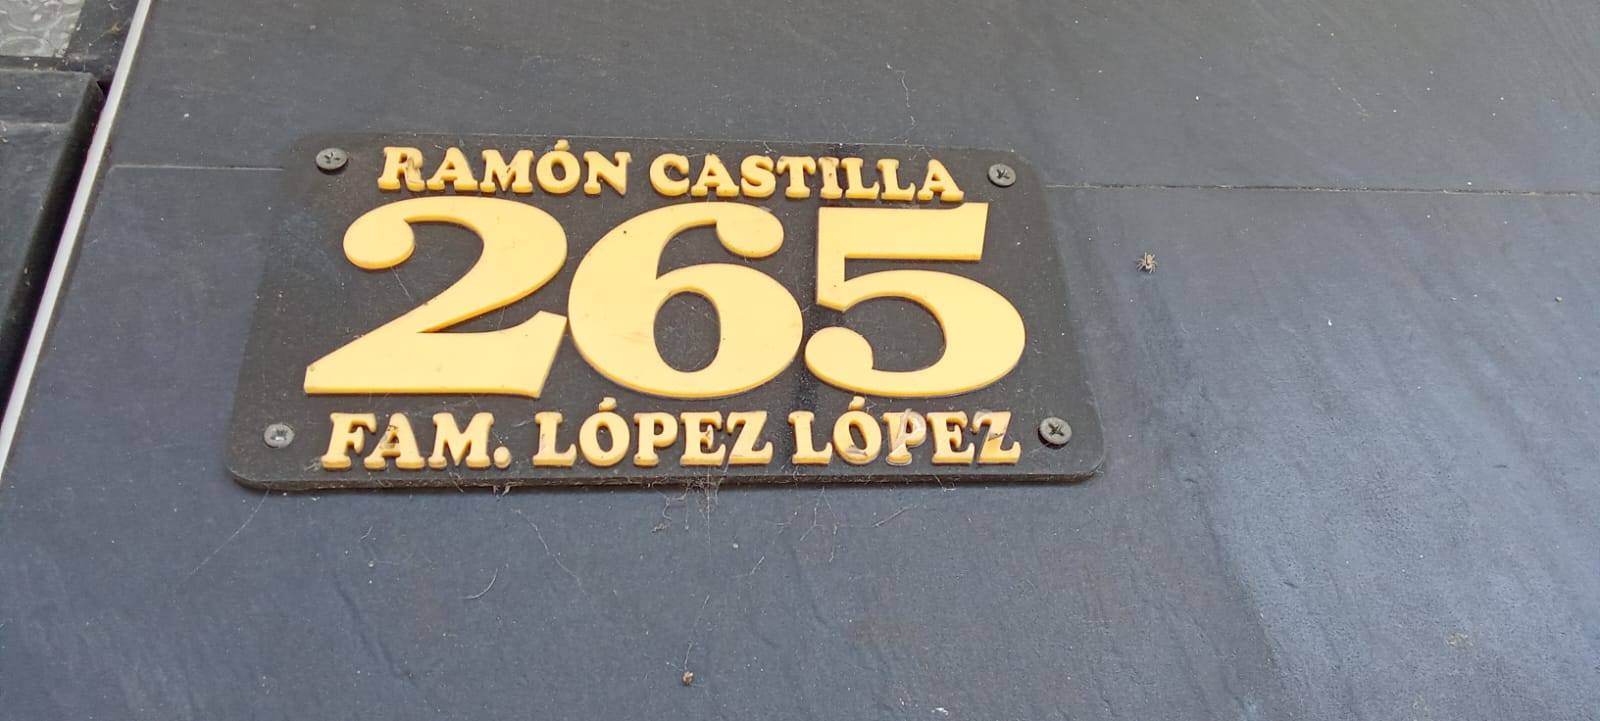 RAMÓN CASTILLA
265
FAM. LÓPEZ LÓPEZ